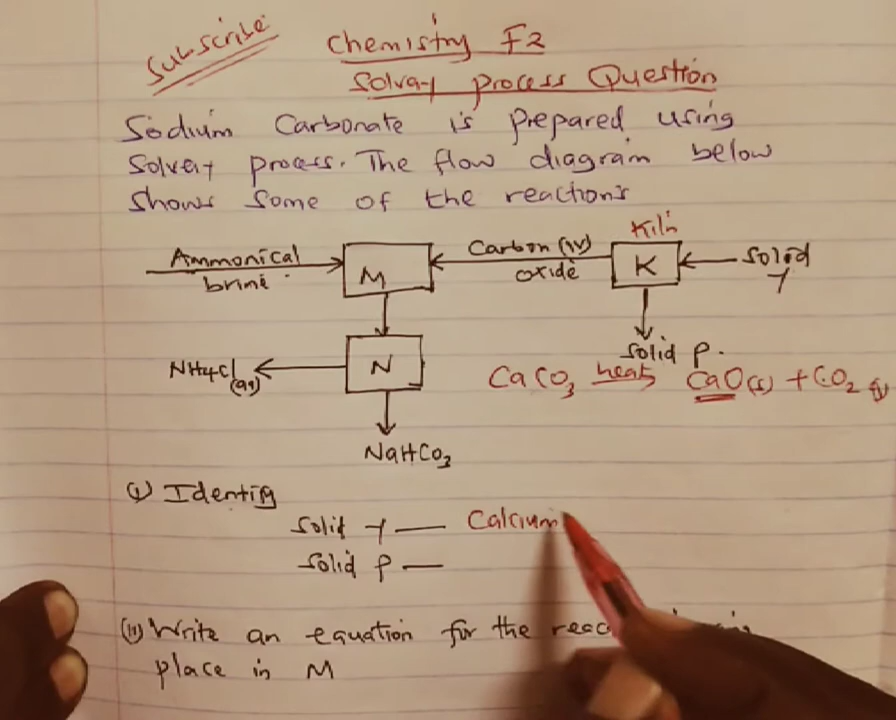 Subscribe
Chemistry F2
Solvay process Question
Sodium Carbonate is prepared using
Solvay process. The flow diagram below
shows some of the reactions
Kiln
Ammonical
brine
M
Carbon (iv)
oxide
K
Solid
Y
Solid P.
NH4Cl(aq)
N
CaCO3 heat CaO(s) + CO2 (g)
NaHCO3
(i) Identify
Solid Y —
Calcium
Solid P —
(ii) Write an equation for the
place in M